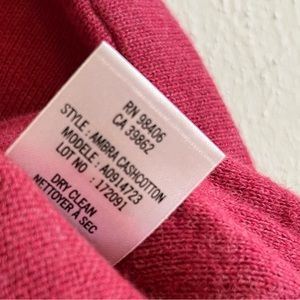 RN 98406
CA 39862
STYLE : AMBRA CASHCOTTON
MODELE : A0914723
LOT NO : 172091
DRY CLEAN
NETTOYER A SEC